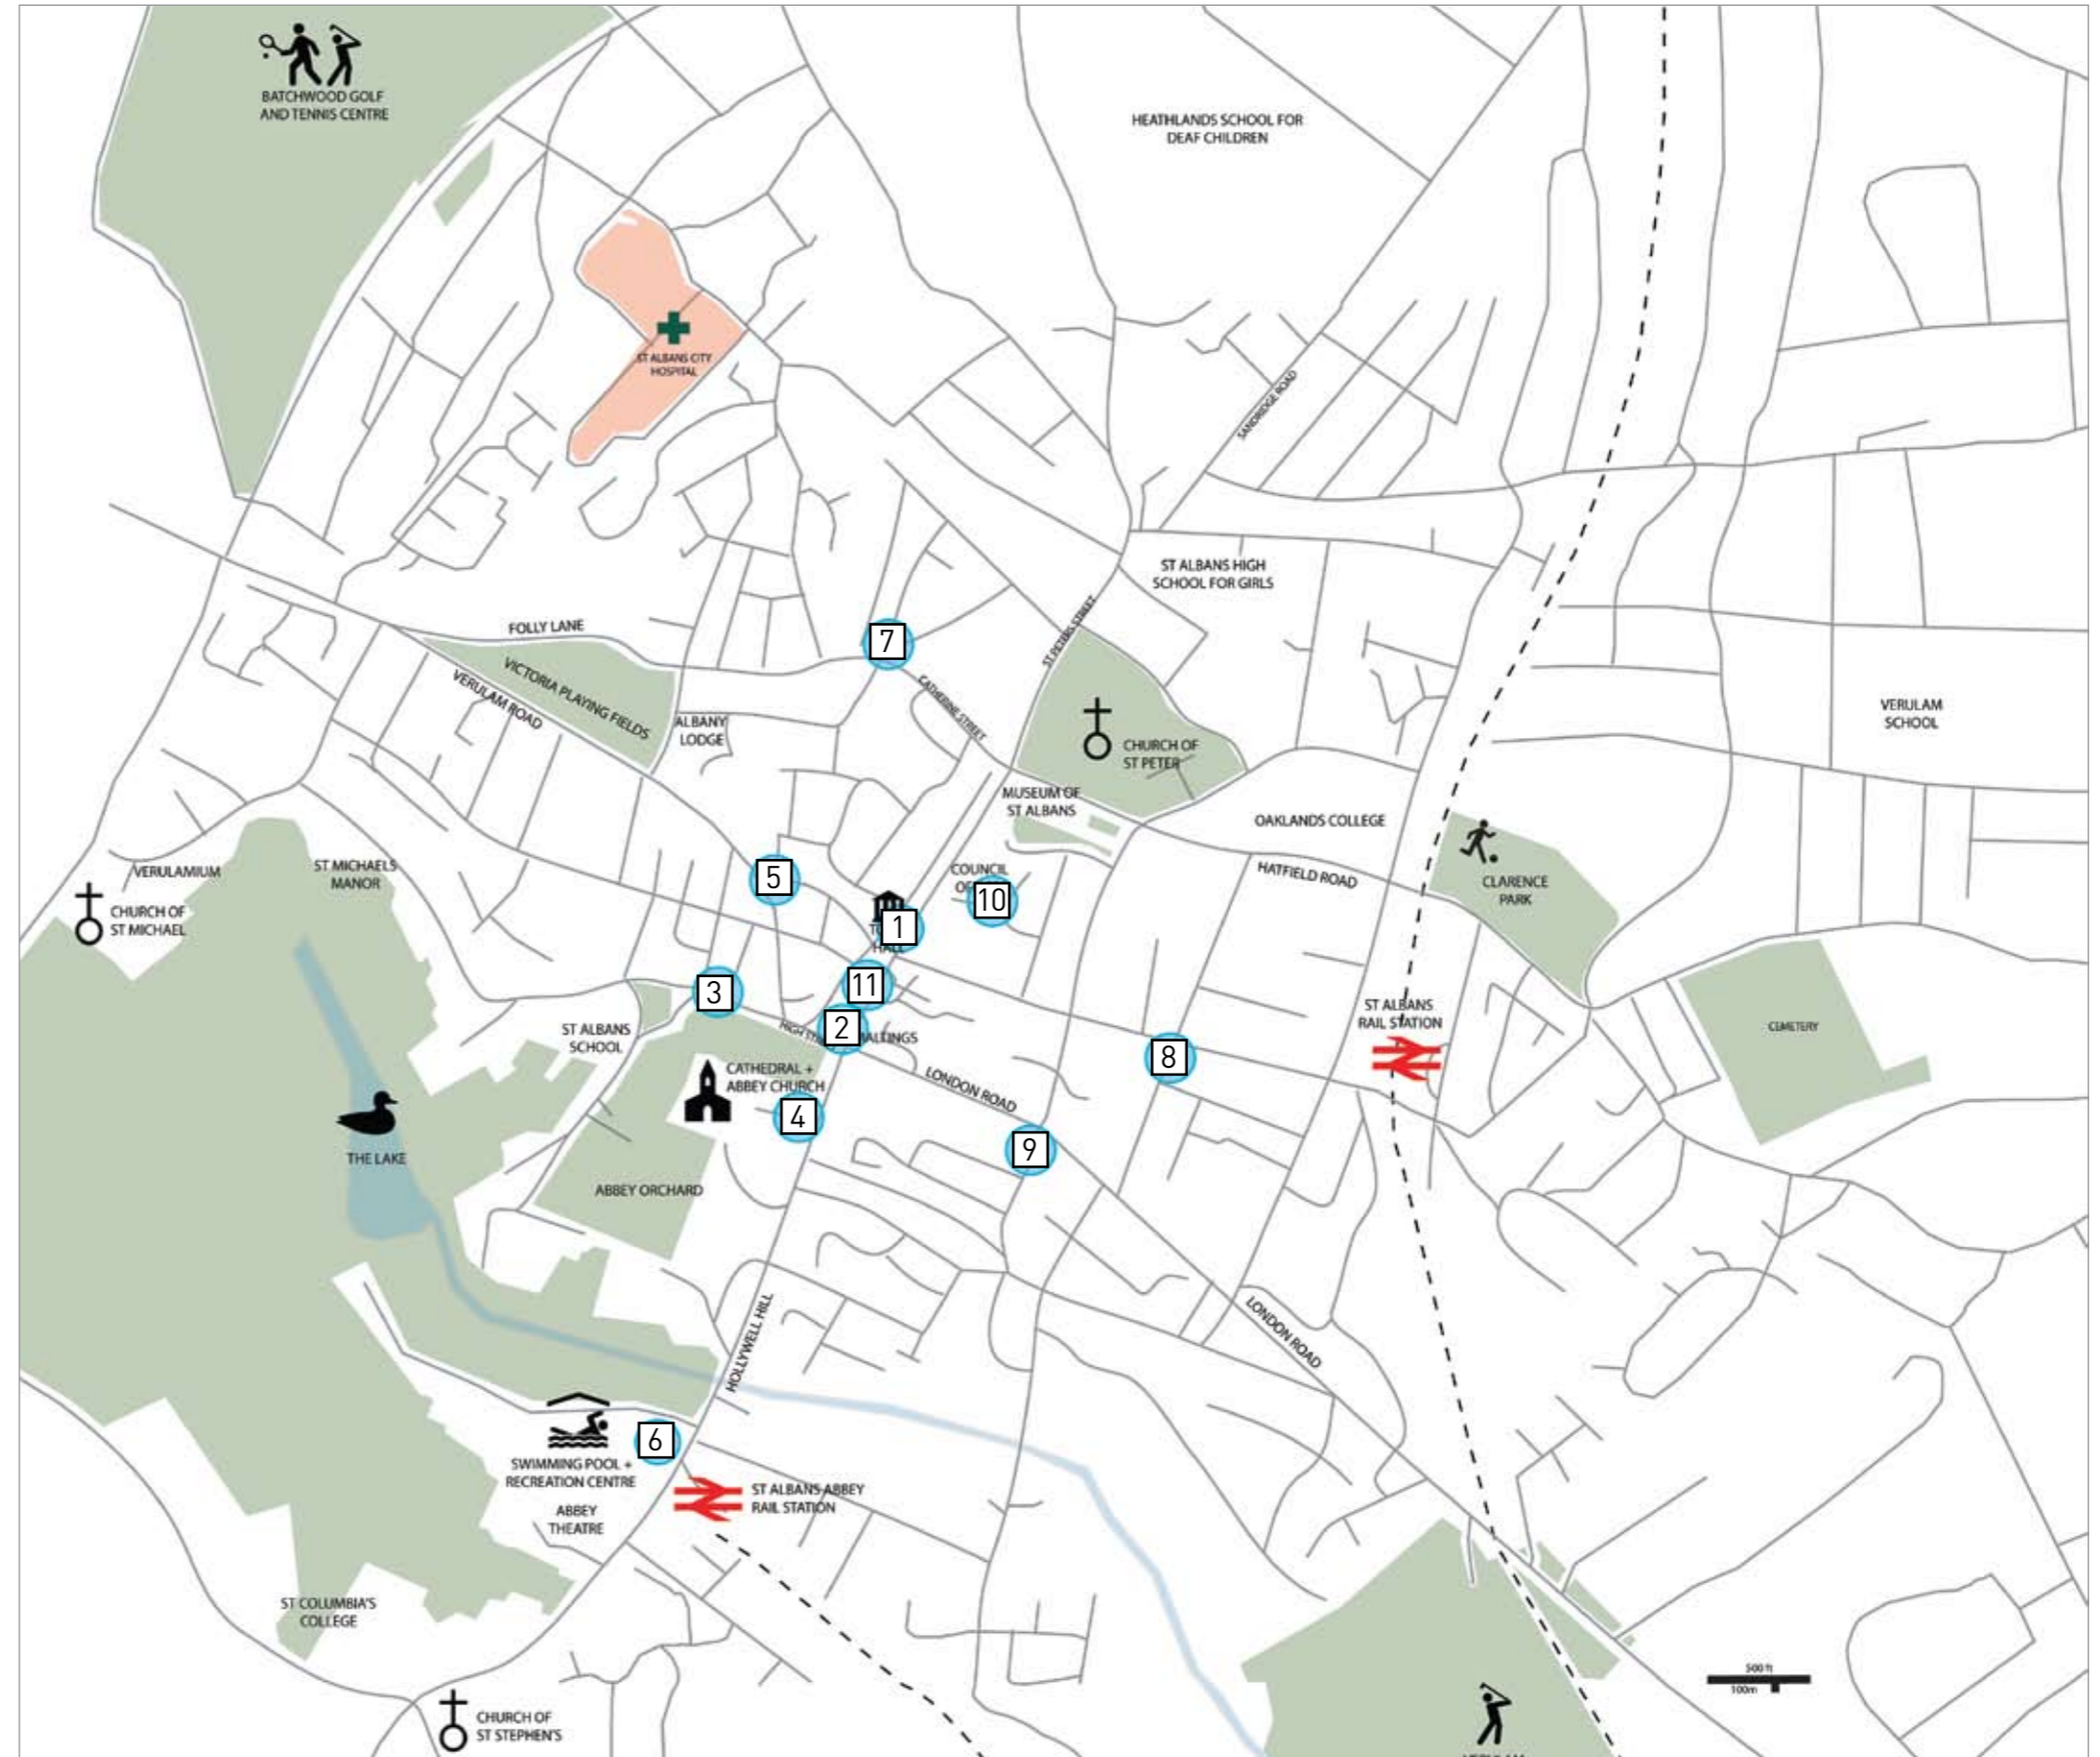 BATCHWOOD GOLF
AND TENNIS CENTRE
HEATHLANDS SCHOOL FOR
DEAF CHILDREN
ST ALBANS CITY
HOSPITAL
SANDRIDGE ROAD
ST ALBANS HIGH
SCHOOL FOR GIRLS
FOLLY LANE
VICTORIA PLAYING FIELDS
VERULAM ROAD
ALBANY
LODGE
7
CATHERINE STREET
ST PETERS STREET
CHURCH OF
ST PETER
VERULAM
SCHOOL
MUSEUM OF
ST ALBANS
OAKLANDS COLLEGE
HATFIELD ROAD
CLARENCE
PARK
VERULAMIUM
ST MICHAELS
MANOR
CHURCH OF
ST MICHAEL
5
COUNCIL
10
1
HALL
3
11
2
HIGH
MALTINGS
ST ALBANS
SCHOOL
CATHEDRAL +
ABBEY CHURCH
4
LONDON ROAD
8
9
ST ALBANS
RAIL STATION
CEMETERY
THE LAKE
ABBEY ORCHARD
HOLLYWELL HILL
LONDON ROAD
6
SWIMMING POOL +
RECREATION CENTRE
ABBEY
THEATRE
ST ALBANS ABBEY
RAIL STATION
ST COLUMBIA'S
COLLEGE
CHURCH OF
ST STEPHEN'S
500 ft
100m